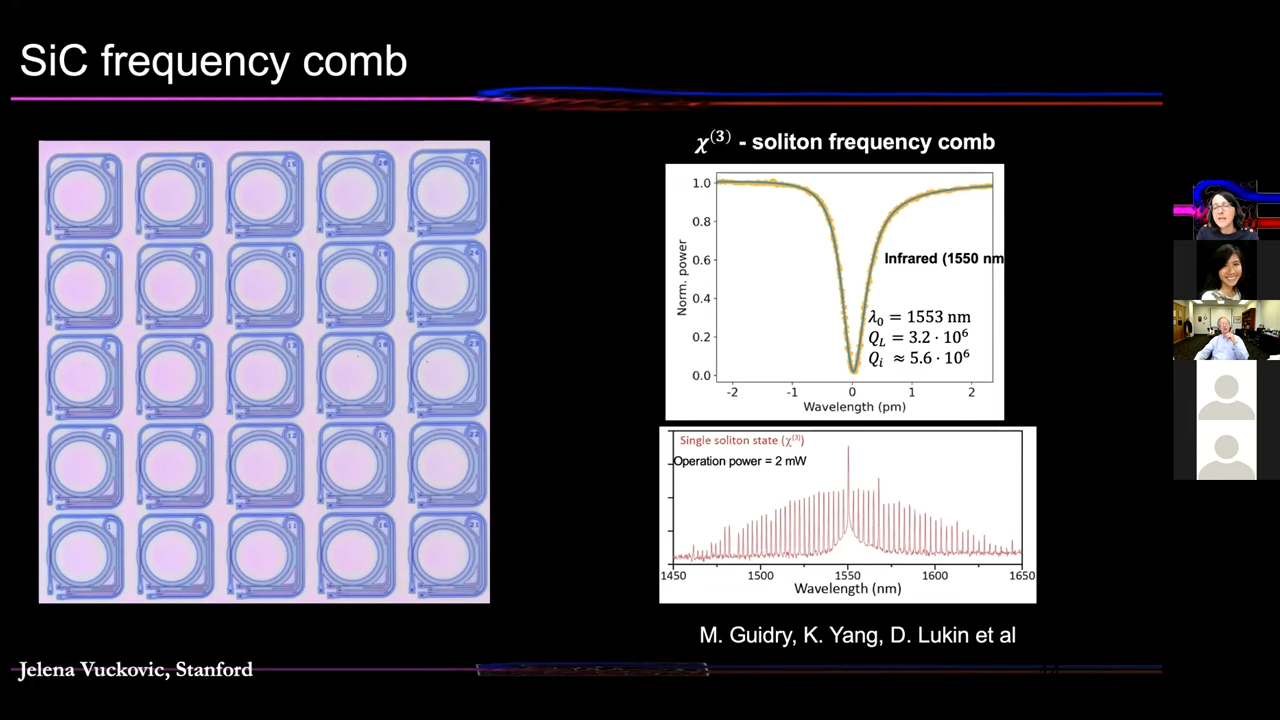 SiC frequency comb
χ⁽³⁾ - soliton frequency comb
1.0
0.8
0.6
0.4
0.2
0.0
Norm. power
Infrared (1550 nm
λ₀ = 1553 nm
Q_L = 3.2 · 10⁶
Q_i ≈ 5.6 · 10⁶
-2 -1 0 1 2
Wavelength (pm)
Single soliton state (χ⁽³⁾)
Operation power = 2 mW
1450 1500 1550 1600 1650
Wavelength (nm)
M. Guidry, K. Yang, D. Lukin et al
Jelena Vuckovic, Stanford